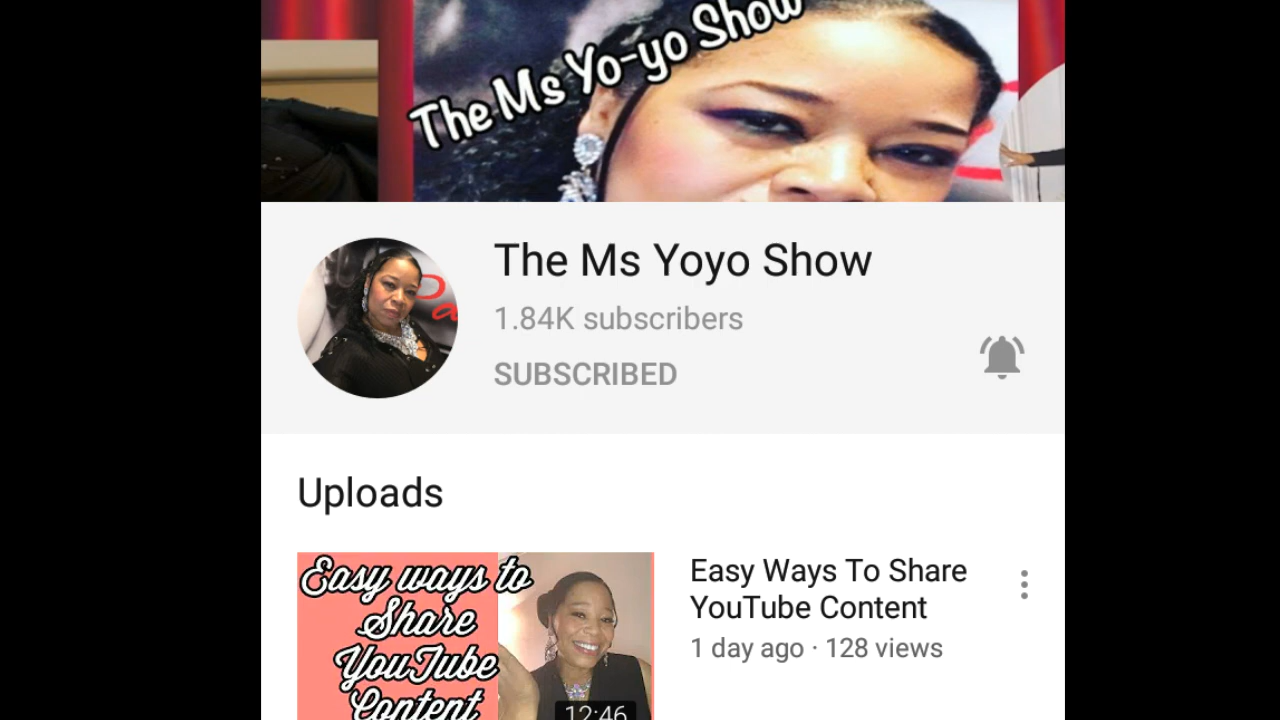 The Ms Yo-yo Show
The Ms Yoyo Show
1.84K subscribers
SUBSCRIBED
Uploads
Easy ways to
Share
YouTube
Content
12:46
Easy Ways To Share
YouTube Content
1 day ago · 128 views